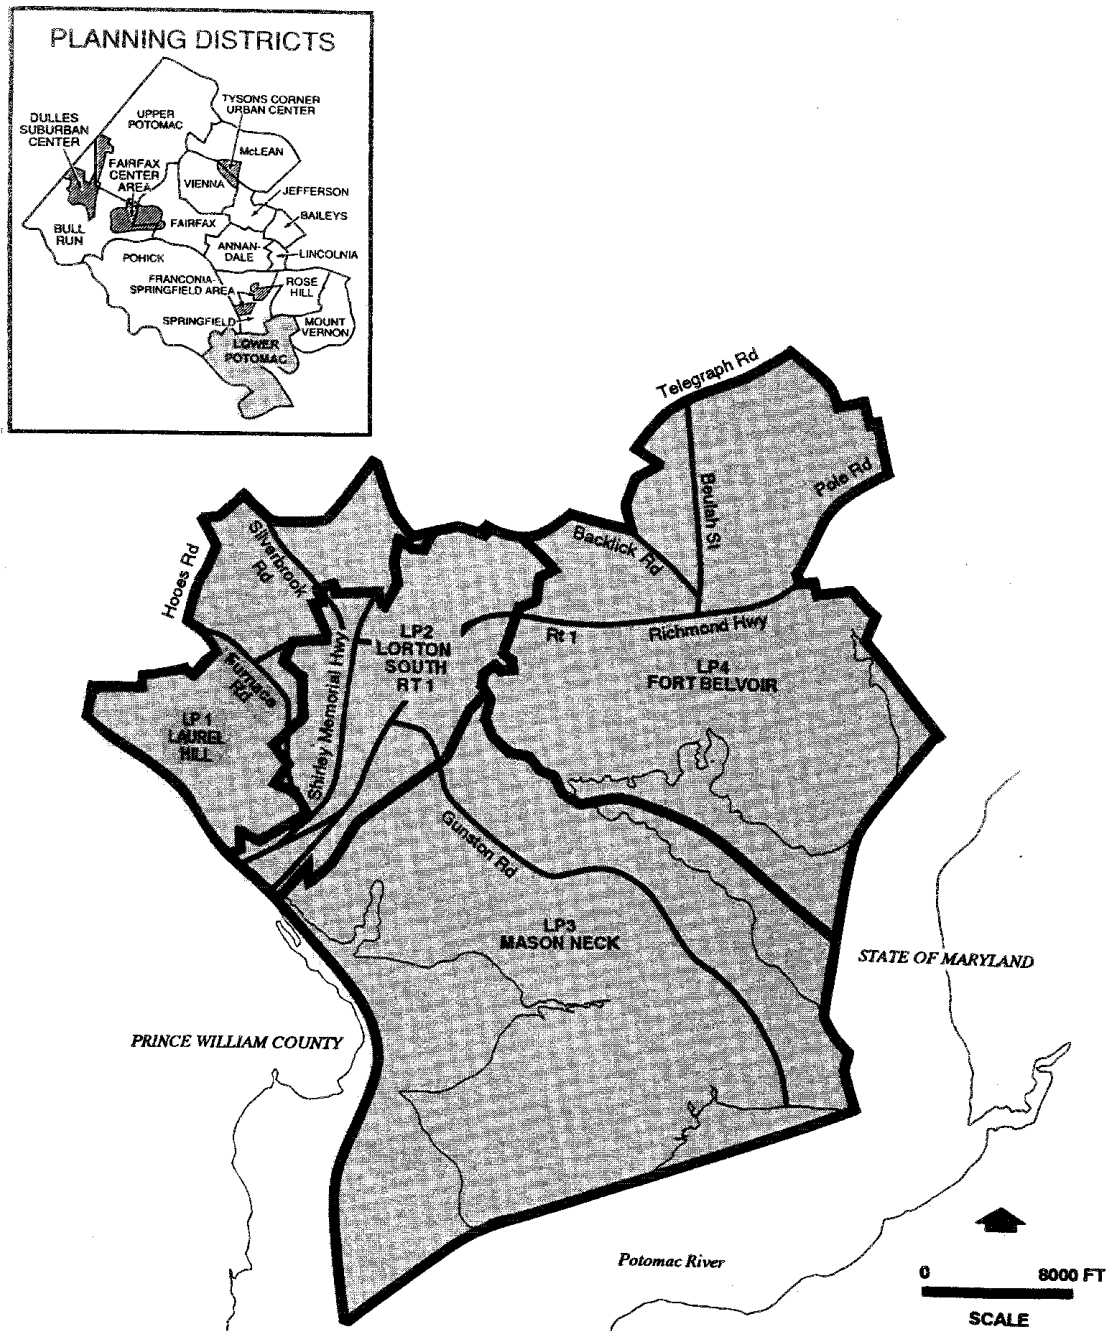 PLANNING DISTRICTS
TYSONS CORNER
URBAN CENTER
DULLES
SUBURBAN
CENTER
UPPER
POTOMAC
McLEAN
FAIRFAX
CENTER
AREA
VIENNA
JEFFERSON
BAILEYS
BULL
RUN
FAIRFAX
ANNAN-
DALE
LINCOLNIA
POHICK
FRANCONIA-
SPRINGFIELD AREA
ROSE
HILL
SPRINGFIELD
MOUNT
VERNON
LOWER
POTOMAC
Telegraph Rd
Beulah St
Pole Rd
Backlick Rd
Silverbrook
Rd
Hooes Rd
Rt 1
Richmond Hwy
LP2
LORTON
SOUTH
RT 1
Shirley Memorial Hwy
Furnace
Rd
LP4
FORT BELVOIR
LP 1
LAUREL
HILL
Gunston Rd
LP3
MASON NECK
STATE OF MARYLAND
PRINCE WILLIAM COUNTY
Potomac River
0 8000 FT
SCALE